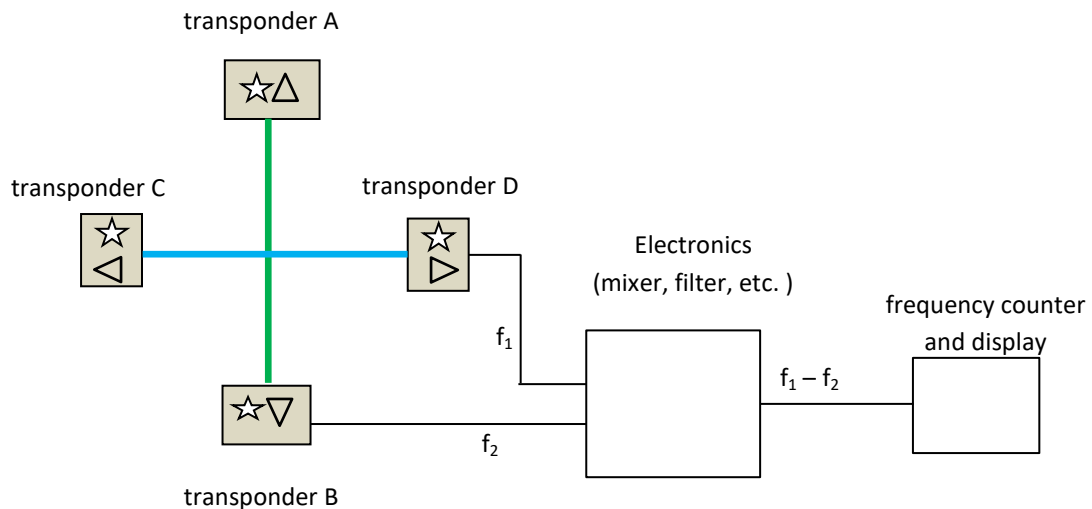 transponder A
transponder C
transponder D
Electronics
(mixer, filter, etc. )
frequency counter
and display
f₁
f₁ – f₂
f₂
transponder B